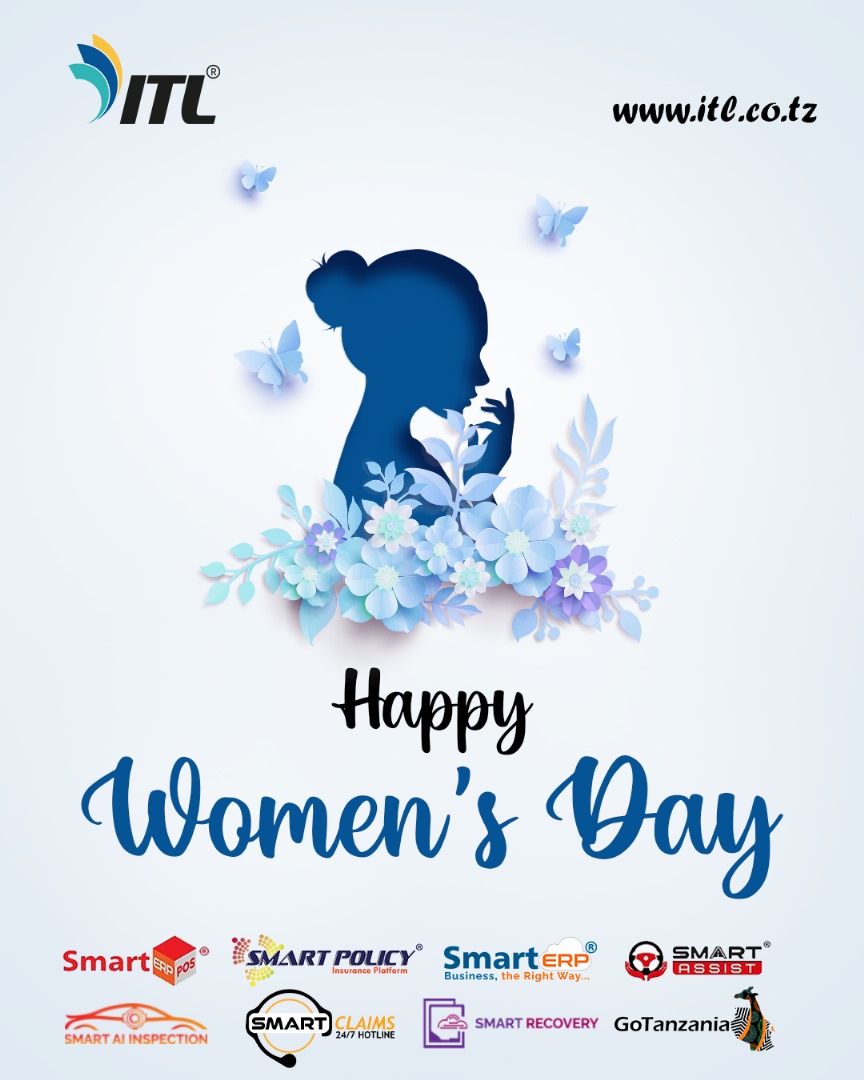 ITL®
www.itl.co.tz
Happy
Women's Day
Smart ERP POS ®
SMART POLICY ®
Insurance Platform
Smart ERP ®
Business, the Right Way...
SMART ASSIST ®
SMART AI INSPECTION
SMART CLAIMS
24/7 HOTLINE
SMART RECOVERY
GoTanzania